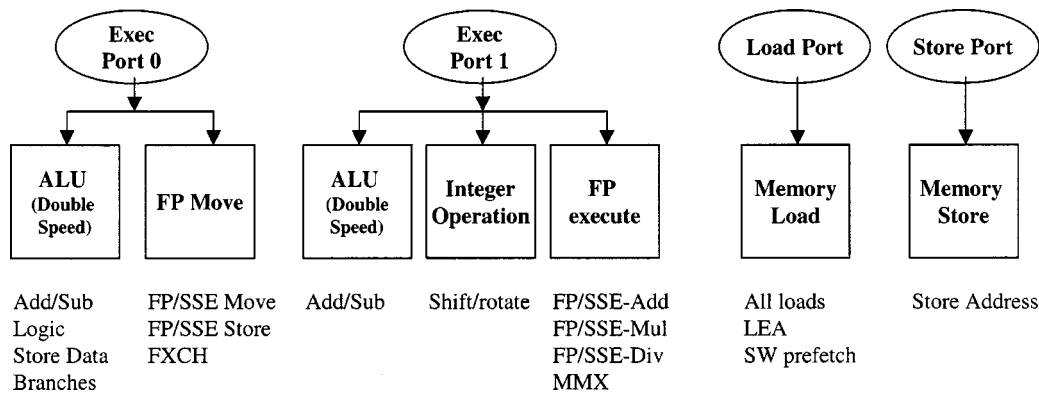 Exec
Port 0
Exec
Port 1
Load Port
Store Port
ALU
(Double
Speed)
FP Move
ALU
(Double
Speed)
Integer
Operation
FP
execute
Memory
Load
Memory
Store
Add/Sub
Logic
Store Data
Branches
FP/SSE Move
FP/SSE Store
FXCH
Add/Sub
Shift/rotate
FP/SSE-Add
FP/SSE-Mul
FP/SSE-Div
MMX
All loads
LEA
SW prefetch
Store Address